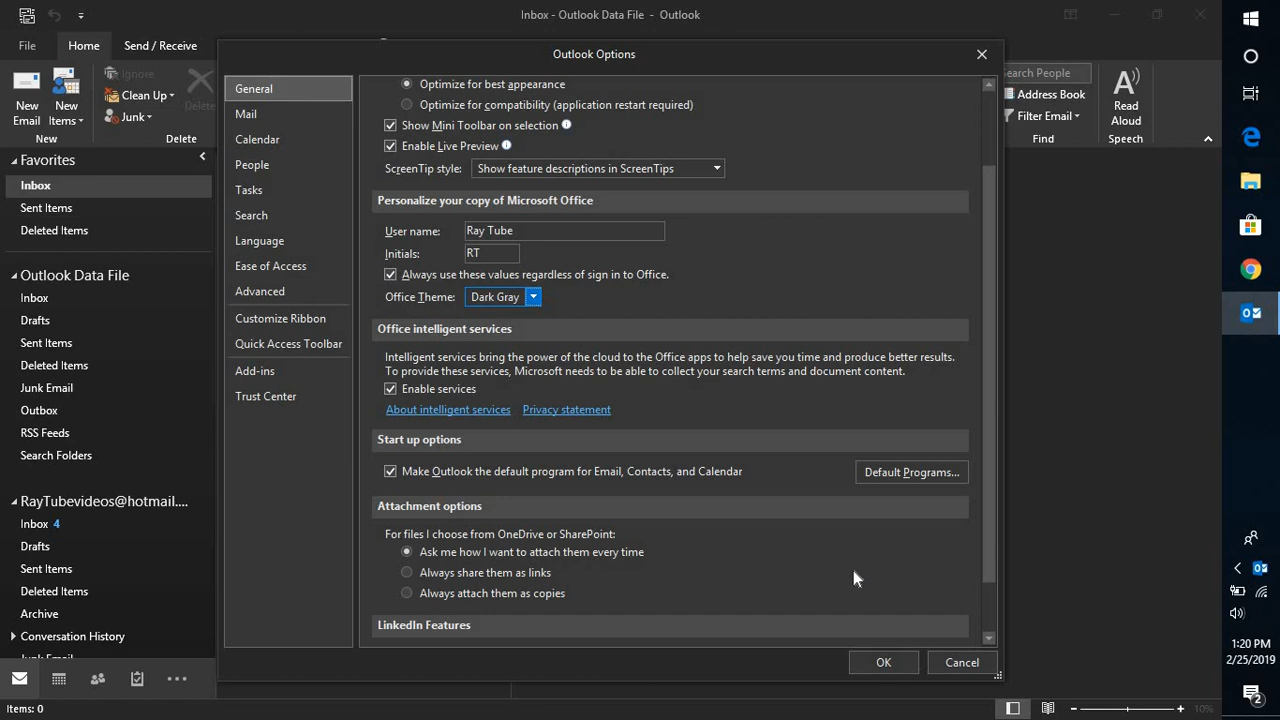 Inbox - Outlook Data File - Outlook
File
Home
Send / Receive
New Email
New Items
New
Ignore
Clean Up
Junk
Delete
Delete
Search People
Address Book
Filter Email
Find
Read Aloud
Speech
Favorites
Inbox
Sent Items
Deleted Items
Outlook Data File
Inbox
Drafts
Sent Items
Deleted Items
Junk Email
Outbox
RSS Feeds
Search Folders
RayTubevideos@hotmail....
Inbox 4
Drafts
Sent Items
Deleted Items
Archive
Conversation History
Junk Email
Items: 0
Outlook Options
General
Mail
Calendar
People
Tasks
Search
Language
Ease of Access
Advanced
Customize Ribbon
Quick Access Toolbar
Add-ins
Trust Center
Optimize for best appearance
Optimize for compatibility (application restart required)
Show Mini Toolbar on selection
Enable Live Preview
ScreenTip style: Show feature descriptions in ScreenTips
Personalize your copy of Microsoft Office
User name: Ray Tube
Initials: RT
Always use these values regardless of sign in to Office.
Office Theme: Dark Gray
Office intelligent services
Intelligent services bring the power of the cloud to the Office apps to help save you time and produce better results.
To provide these services, Microsoft needs to be able to collect your search terms and document content.
Enable services
About intelligent services Privacy statement
Start up options
Make Outlook the default program for Email, Contacts, and Calendar
Default Programs...
Attachment options
For files I choose from OneDrive or SharePoint:
Ask me how I want to attach them every time
Always share them as links
Always attach them as copies
LinkedIn Features
OK
Cancel
10%
1:20 PM
2/25/2019
2